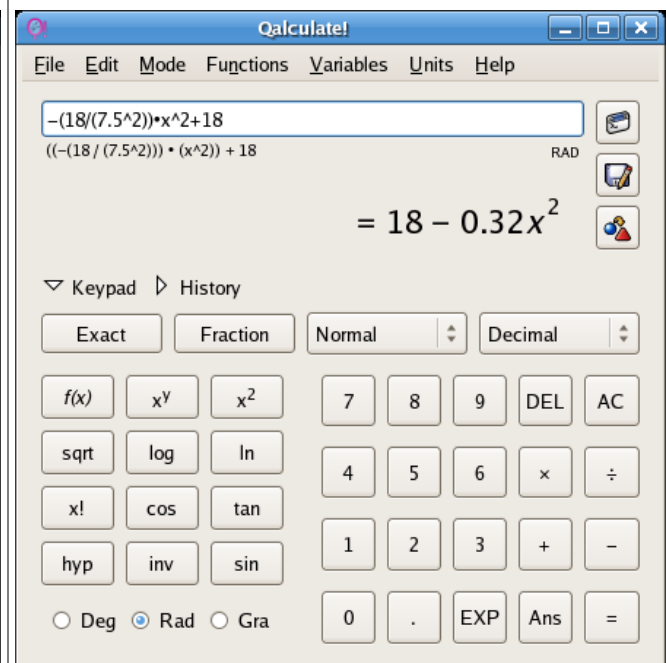 Qalculate!
File Edit Mode Functions Variables Units Help
−(18/(7.5^2))•x^2+18
((−(18 / (7.5^2))) • (x^2)) + 18
RAD
= 18 − 0.32x²
Keypad History
Exact Fraction Normal Decimal
f(x) xʸ x² 7 8 9 DEL AC
sqrt log ln 4 5 6 × ÷
x! cos tan 1 2 3 + −
hyp inv sin
Deg Rad Gra 0 . EXP Ans =